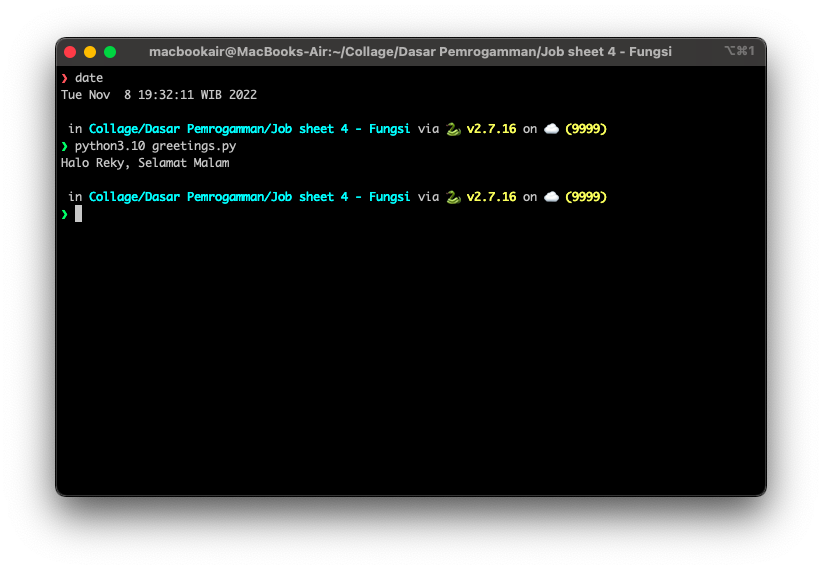 macbookair@MacBooks-Air:~/Collage/Dasar Pemrogamman/Job sheet 4 - Fungsi ⌥⌘1
❯ date
Tue Nov  8 19:32:11 WIB 2022
in Collage/Dasar Pemrogamman/Job sheet 4 - Fungsi via 🐍 v2.7.16 on ☁️ (9999)
❯ python3.10 greetings.py
Halo Reky, Selamat Malam
in Collage/Dasar Pemrogamman/Job sheet 4 - Fungsi via 🐍 v2.7.16 on ☁️ (9999)
❯